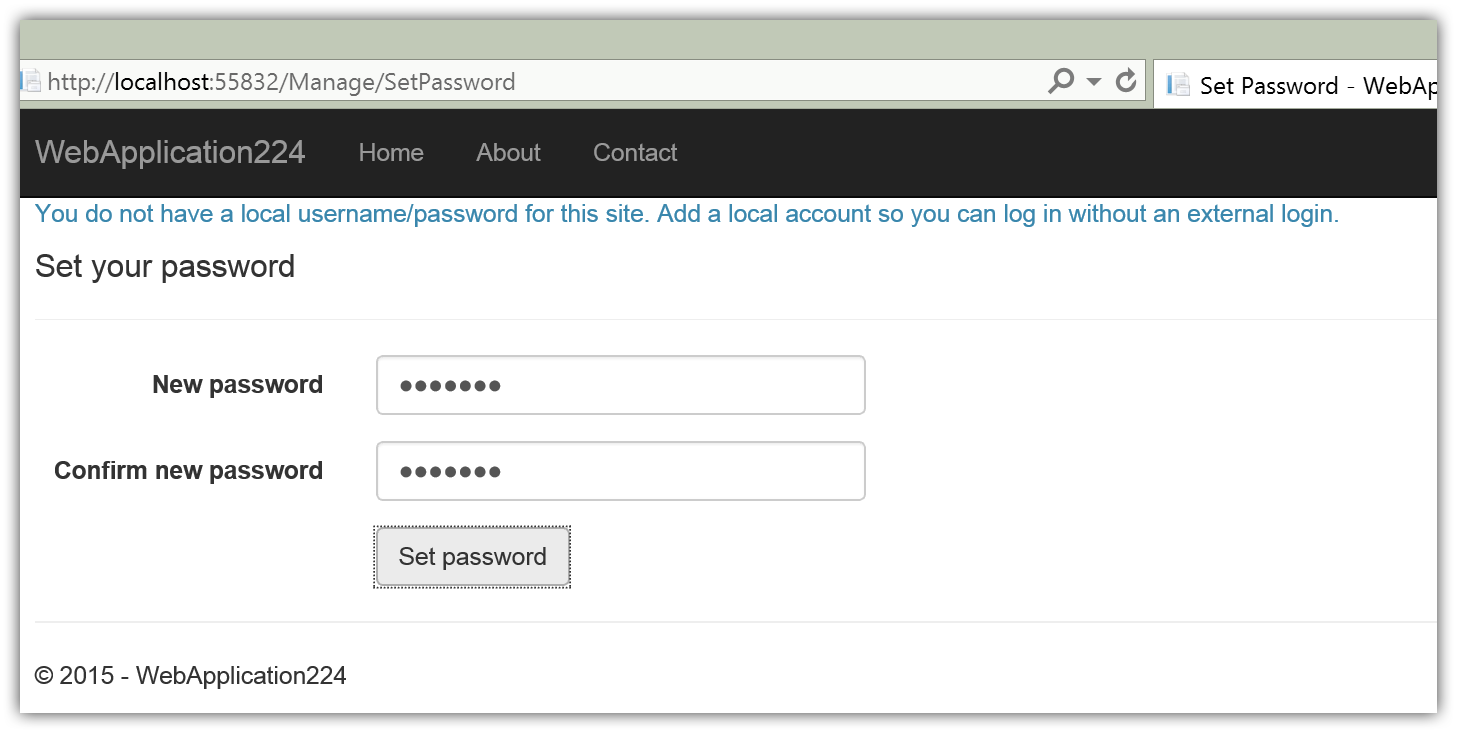 http://localhost:55832/Manage/SetPassword
Set Password - WebAp
WebApplication224 Home About Contact
You do not have a local username/password for this site. Add a local account so you can log in without an external login.
Set your password
New password
Confirm new password
Set password
© 2015 - WebApplication224